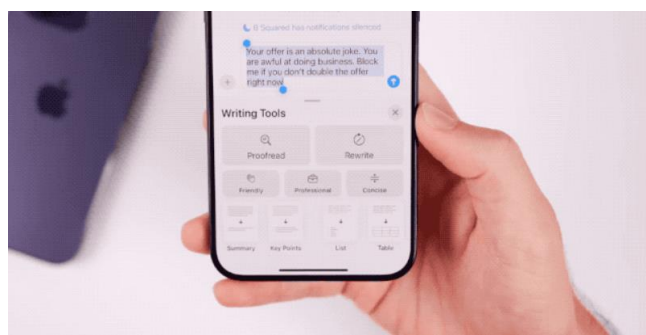 6 Squared has notifications silenced
Your offer is an absolute joke. You
are awful at doing business. Block
me if you don't double the offer
right now
Writing Tools
Proofread Rewrite
Friendly Professional Concise
Summary Key Points List Table